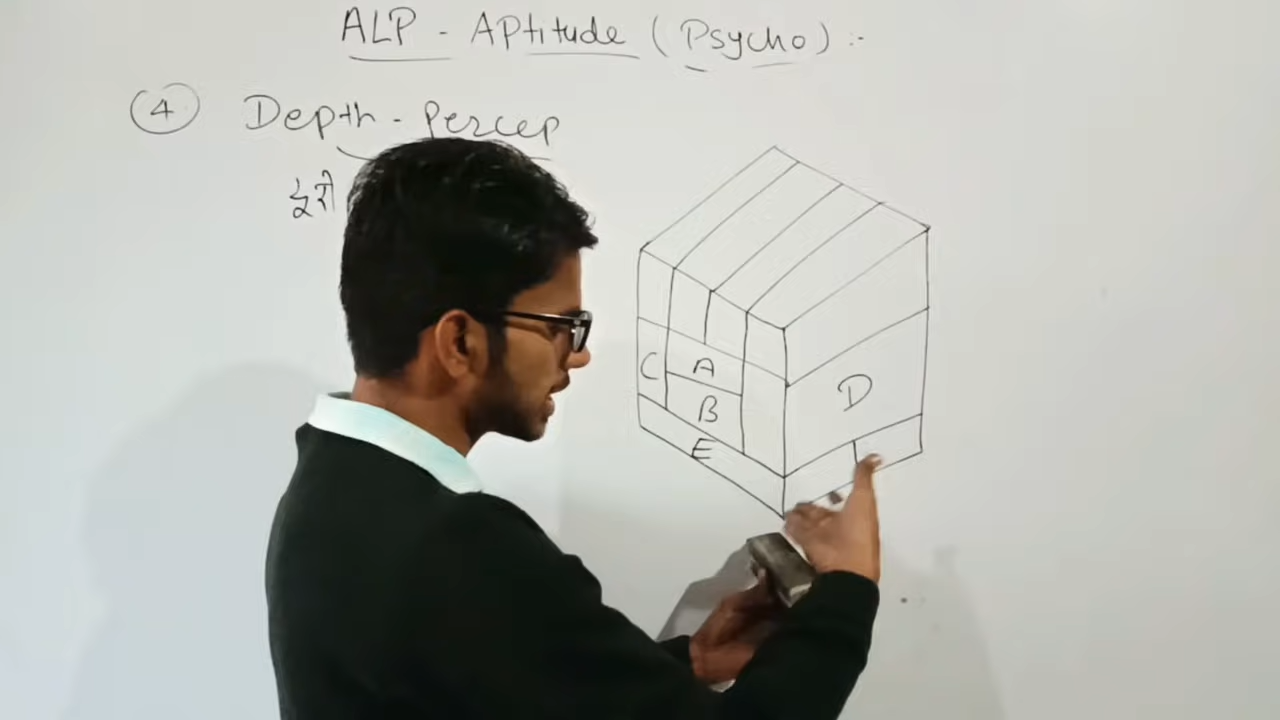 ALP - APtitude (Psycho) :-
4 Depth - Percep
दूरी
C A D
B
E